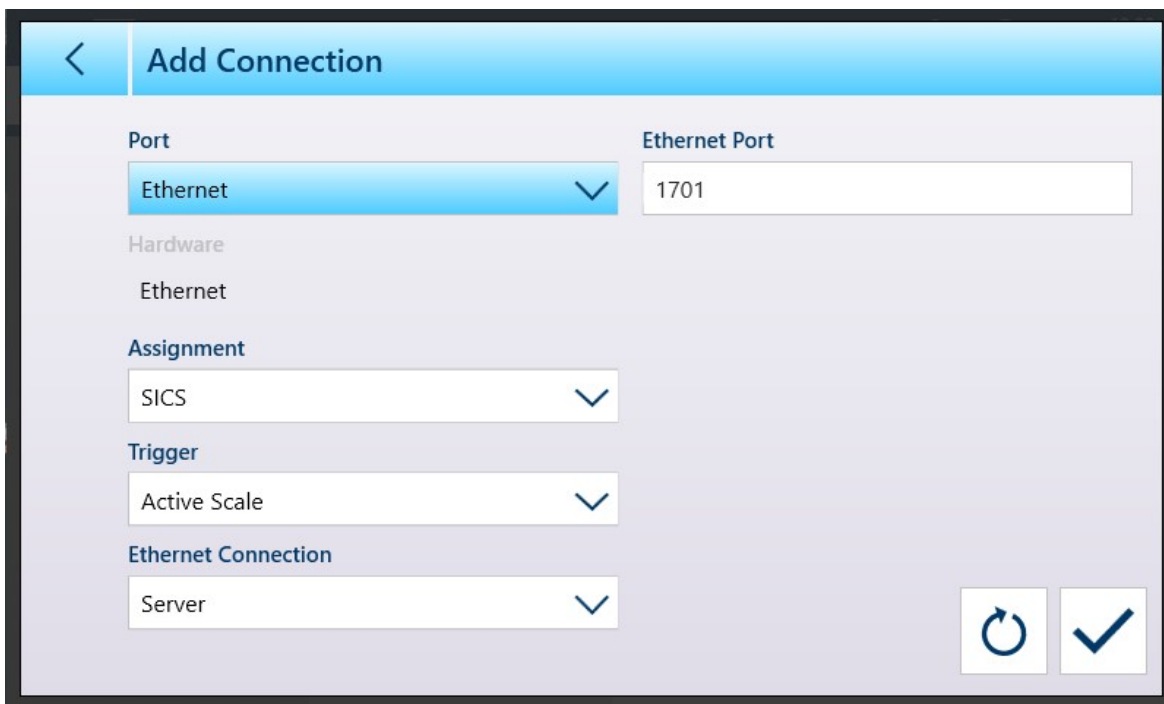 Add Connection
Port
Ethernet Port
Ethernet
1701
Hardware
Ethernet
Assignment
SICS
Trigger
Active Scale
Ethernet Connection
Server